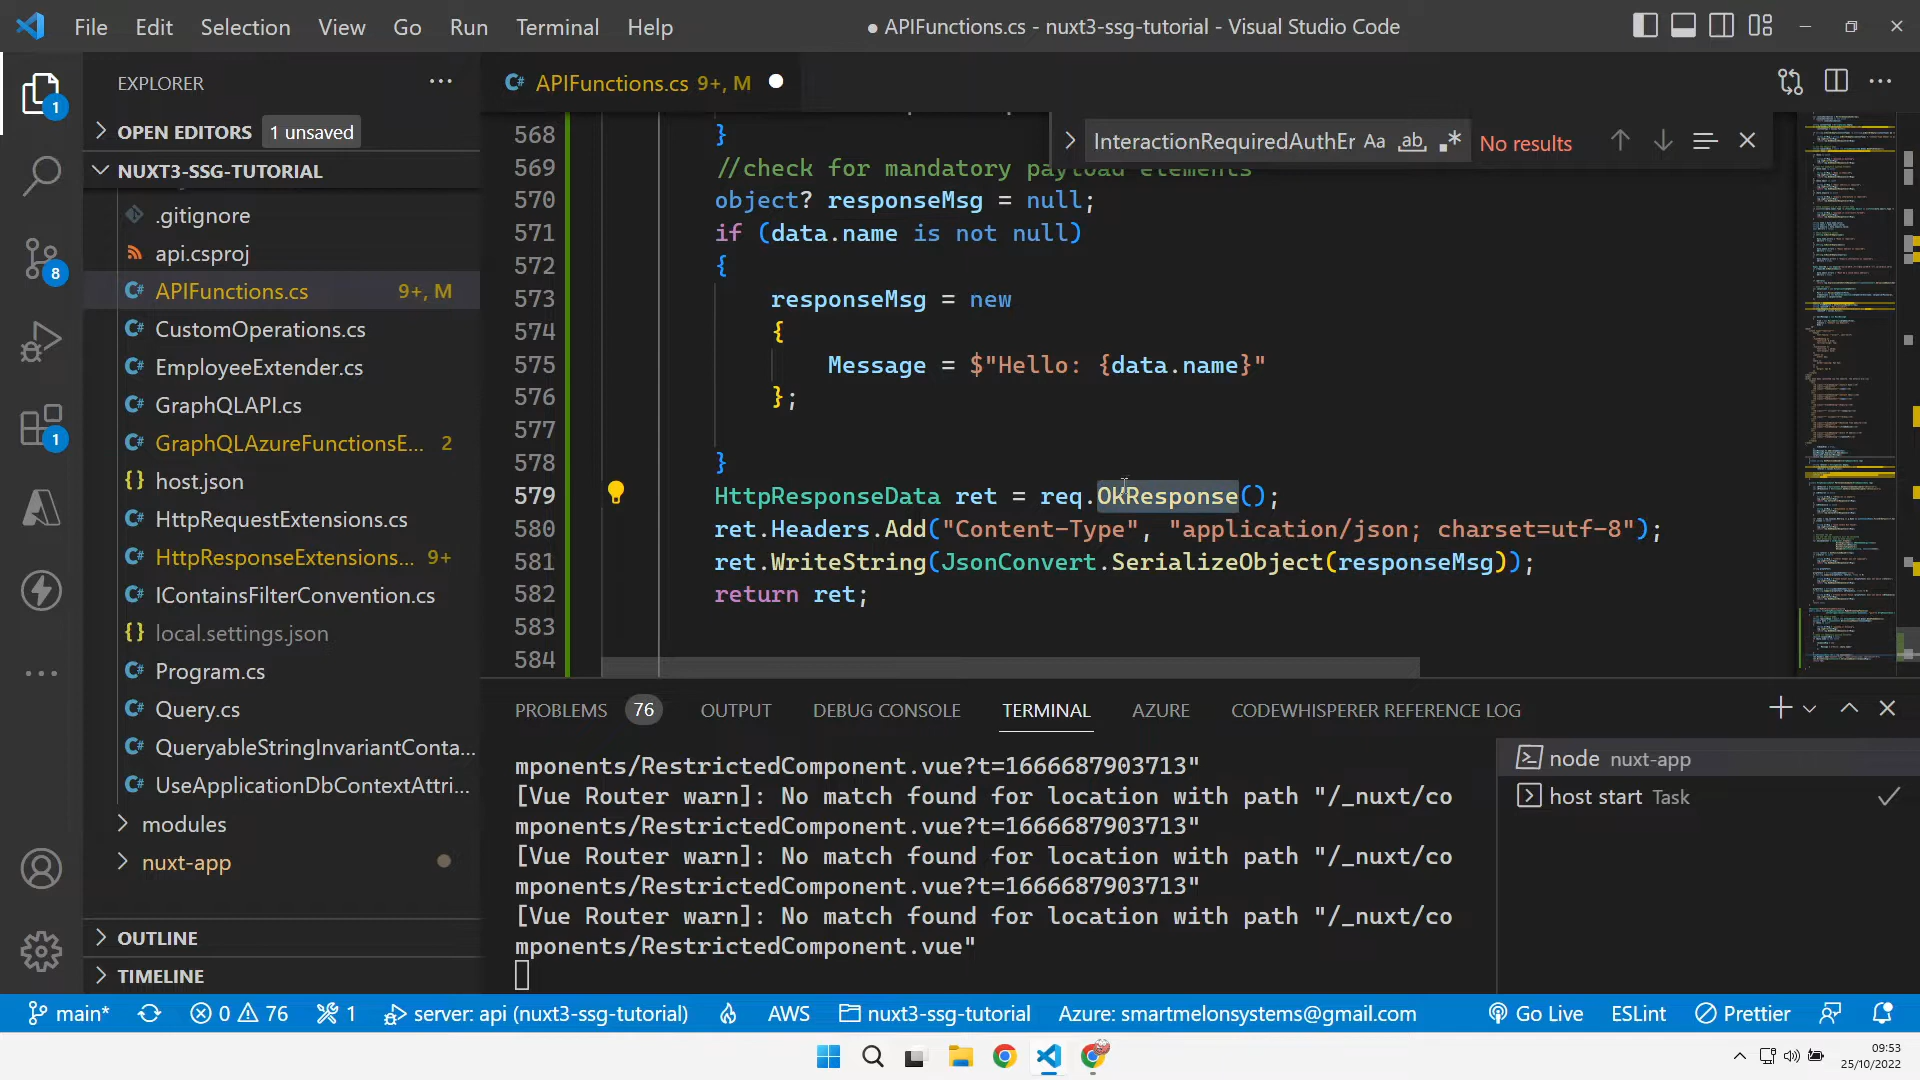 File Edit Selection View Go Run Terminal Help
● APIFunctions.cs - nuxt3-ssg-tutorial - Visual Studio Code
EXPLORER
OPEN EDITORS 1 unsaved
NUXT3-SSG-TUTORIAL
.gitignore
api.csproj
APIFunctions.cs 9+, M
CustomOperations.cs
EmployeeExtender.cs
GraphQLAPI.cs
GraphQLAzureFunctionsE... 2
host.json
HttpRequestExtensions.cs
HttpResponseExtensions... 9+
IContainsFilterConvention.cs
local.settings.json
Program.cs
Query.cs
QueryableStringInvariantConta...
UseApplicationDbContextAttri...
modules
nuxt-app
OUTLINE
TIMELINE
1
8
1
APIFunctions.cs 9+, M
InteractionRequiredAuthEr Aa ab .* No results
568 }
569 //check for mandatory payload elements
570 object? responseMsg = null;
571 if (data.name is not null)
572 {
573 responseMsg = new
574 {
575 Message = $"Hello: {data.name}"
576 };
577
578 }
579 HttpResponseData ret = req.OkResponse();
580 ret.Headers.Add("Content-Type", "application/json; charset=utf-8");
581 ret.WriteString(JsonConvert.SerializeObject(responseMsg));
582 return ret;
583
584
PROBLEMS 76 OUTPUT DEBUG CONSOLE TERMINAL AZURE CODEWHISPERER REFERENCE LOG
mponents/RestrictedComponent.vue?t=1666687903713"
[Vue Router warn]: No match found for location with path "/_nuxt/co
mponents/RestrictedComponent.vue?t=1666687903713"
[Vue Router warn]: No match found for location with path "/_nuxt/co
mponents/RestrictedComponent.vue?t=1666687903713"
[Vue Router warn]: No match found for location with path "/_nuxt/co
mponents/RestrictedComponent.vue"
node nuxt-app
host start Task
main* 0 76 1 server: api (nuxt3-ssg-tutorial) AWS nuxt3-ssg-tutorial Azure: smartmelonsystems@gmail.com Go Live ESLint Prettier
09:53
25/10/2022